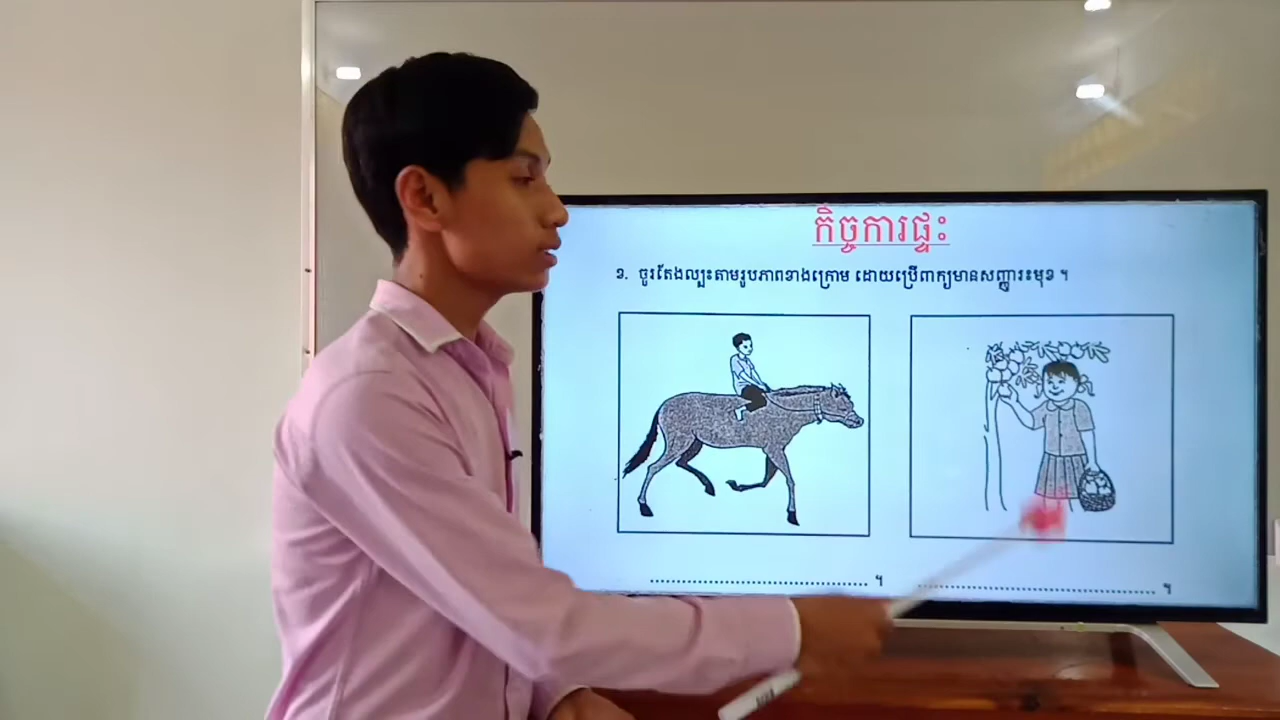 កិច្ចការផ្ទះ
ខ. ចូរតែងល្បះតាមរូបភាពខាងក្រោម ដោយប្រើពាក្យមានសញ្ញា រះមុខ ។
........................................ ។
........................................ ។